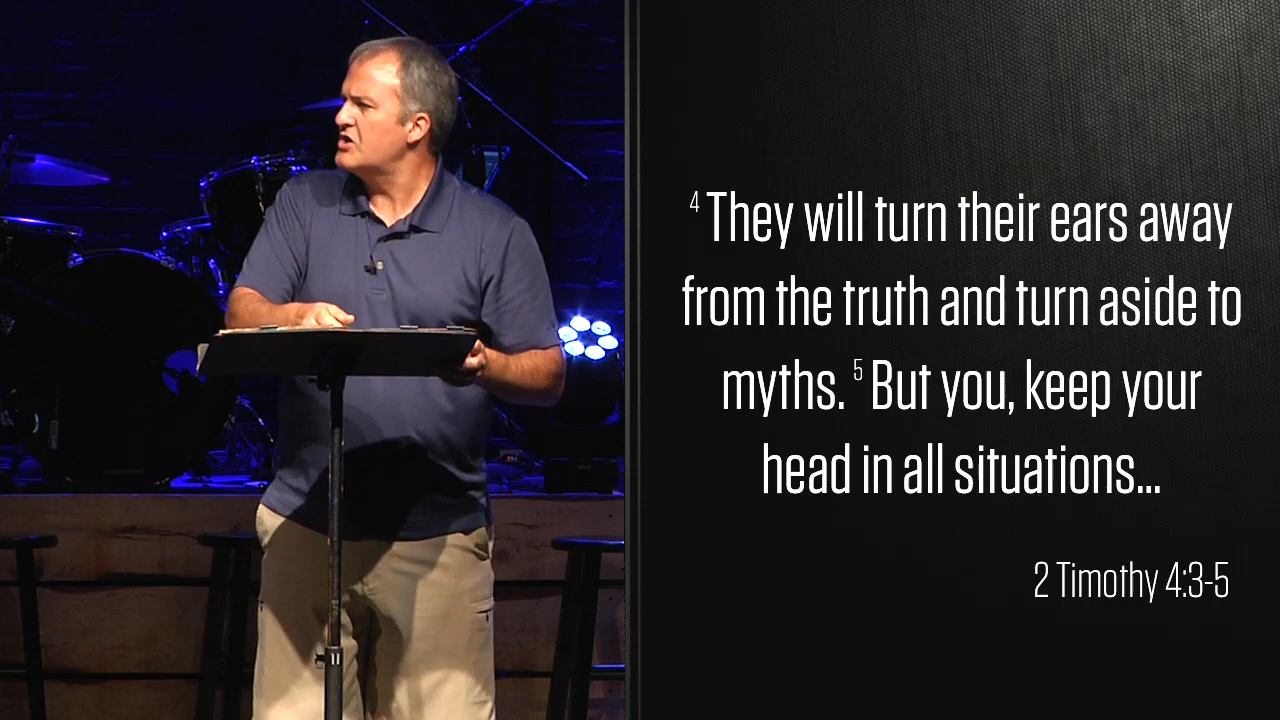 4 They will turn their ears away
from the truth and turn aside to
myths. 5 But you, keep your
head in all situations...
2 Timothy 4:3-5